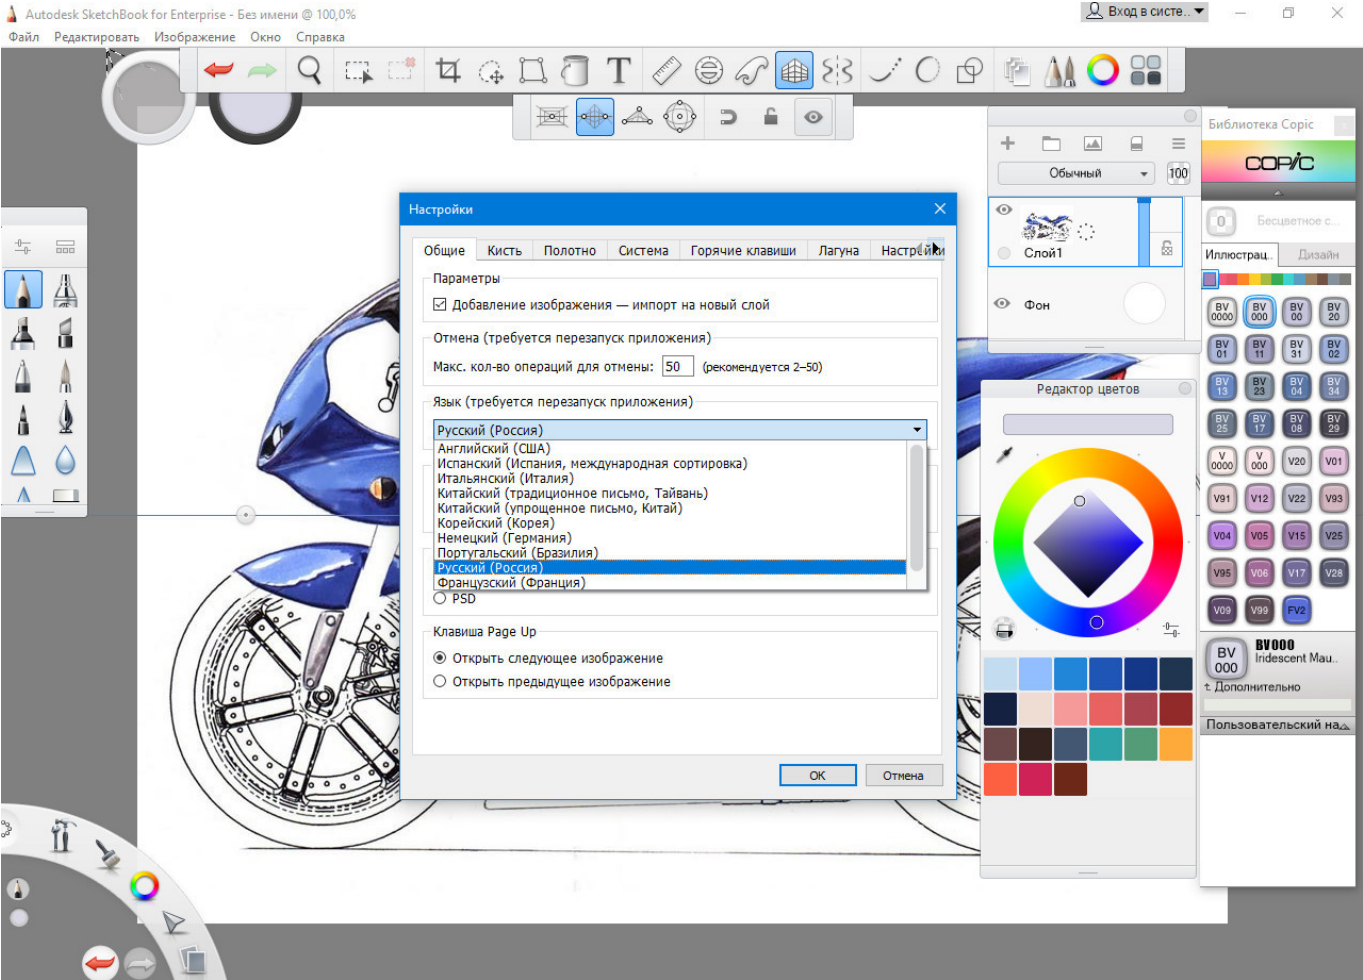 Autodesk SketchBook for Enterprise - Без имени @ 100,0%
Вход в систе..
Файл Редактировать Изображение Окно Справка
T
Библиотека Copic
COPIC
Обычный
100
0
Бесцветное с...
Слой1
Иллюстрац.. Дизайн
Фон
Настройки
Общие Кисть Полотно Система Горячие клавиши Лагуна Настройки
Параметры
Добавление изображения — импорт на новый слой
Отмена (требуется перезапуск приложения)
Макс. кол-во операций для отмены: 50 (рекомендуется 2–50)
Язык (требуется перезапуск приложения)
Русский (Россия)
Английский (США)
Испанский (Испания, международная сортировка)
Итальянский (Италия)
Китайский (традиционное письмо, Тайвань)
Китайский (упрощенное письмо, Китай)
Корейский (Корея)
Немецкий (Германия)
Португальский (Бразилия)
Русский (Россия)
Французский (Франция)
PSD
Клавиша Page Up
Открыть следующее изображение
Открыть предыдущее изображение
OK
Отмена
Редактор цветов
BV 0000 BV 000 BV 00 BV 20
BV 01 BV 11 BV 31 BV 02
BV 13 BV 23 BV 04 BV 34
BV 25 BV 17 BV 08 BV 29
V 0000 V 000 V20 V01
V91 V12 V22 V93
V04 V05 V15 V25
V95 V06 V17 V28
V09 V99 FV2
BV 000
BV000
Iridescent Mau..
Дополнительно
Пользовательский на..